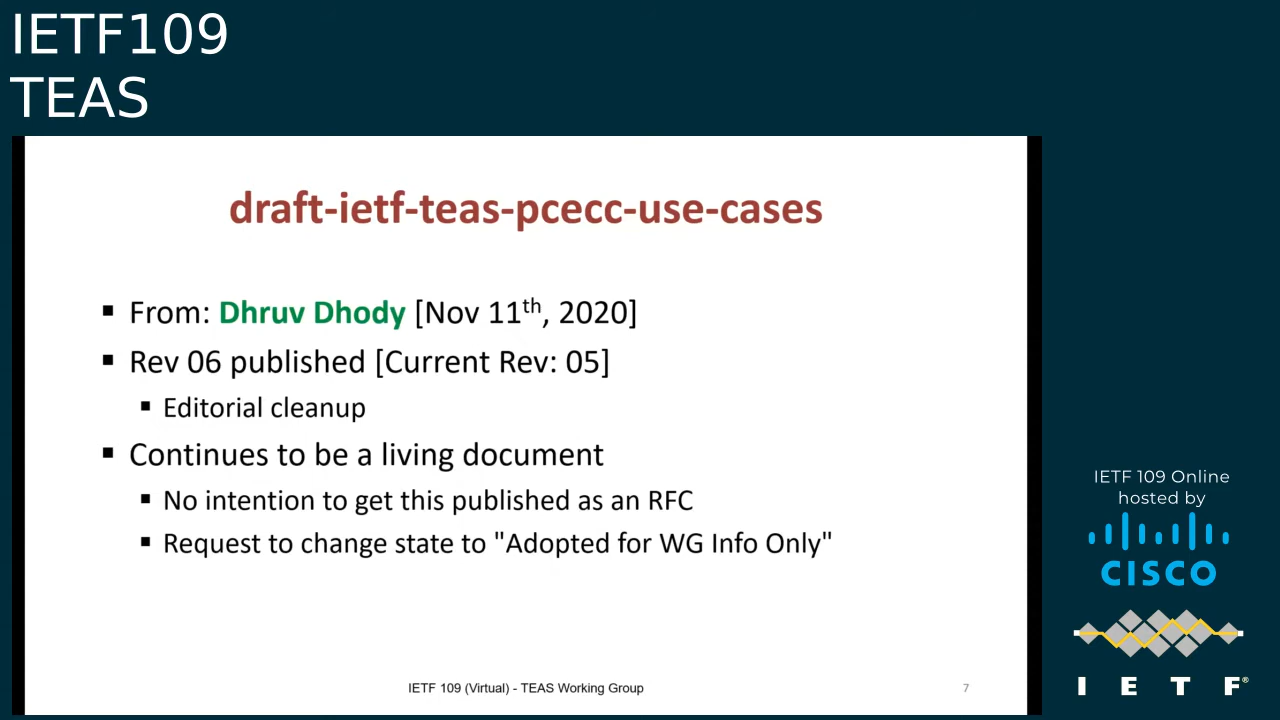 IETF109
TEAS
draft-ietf-teas-pcecc-use-cases
▪ From: Dhruv Dhody [Nov 11th, 2020]
▪ Rev 06 published [Current Rev: 05]
▪ Editorial cleanup
▪ Continues to be a living document
▪ No intention to get this published as an RFC
▪ Request to change state to "Adopted for WG Info Only"
IETF 109 (Virtual) - TEAS Working Group
7
IETF 109 Online
hosted by
CISCO
I E T F®